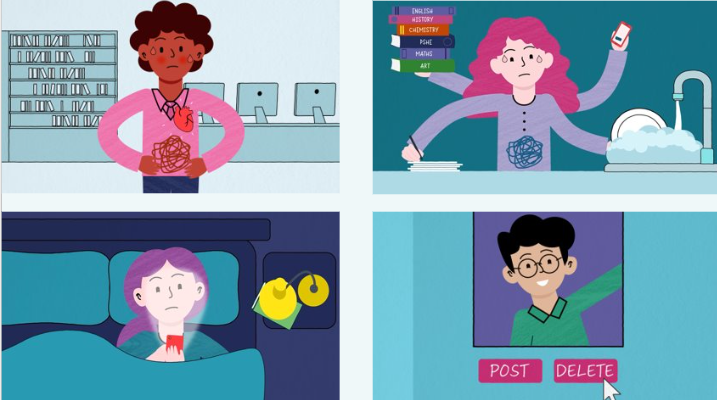 ENGLISH
HISTORY
CHEMISTRY
PSHE
MATHS
ART
POST
DELETE